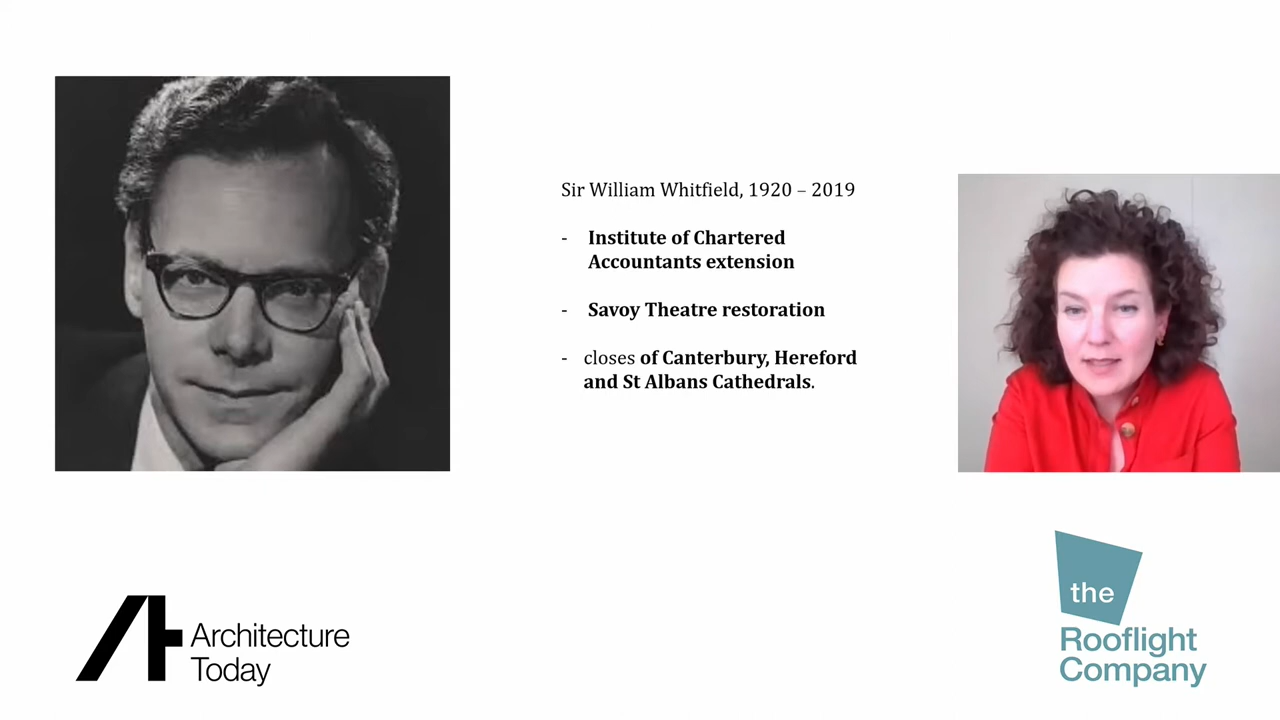 Sir William Whitfield, 1920 – 2019
- Institute of Chartered
Accountants extension
- Savoy Theatre restoration
- closes of Canterbury, Hereford
and St Albans Cathedrals.
Architecture
Today
the
Rooflight
Company